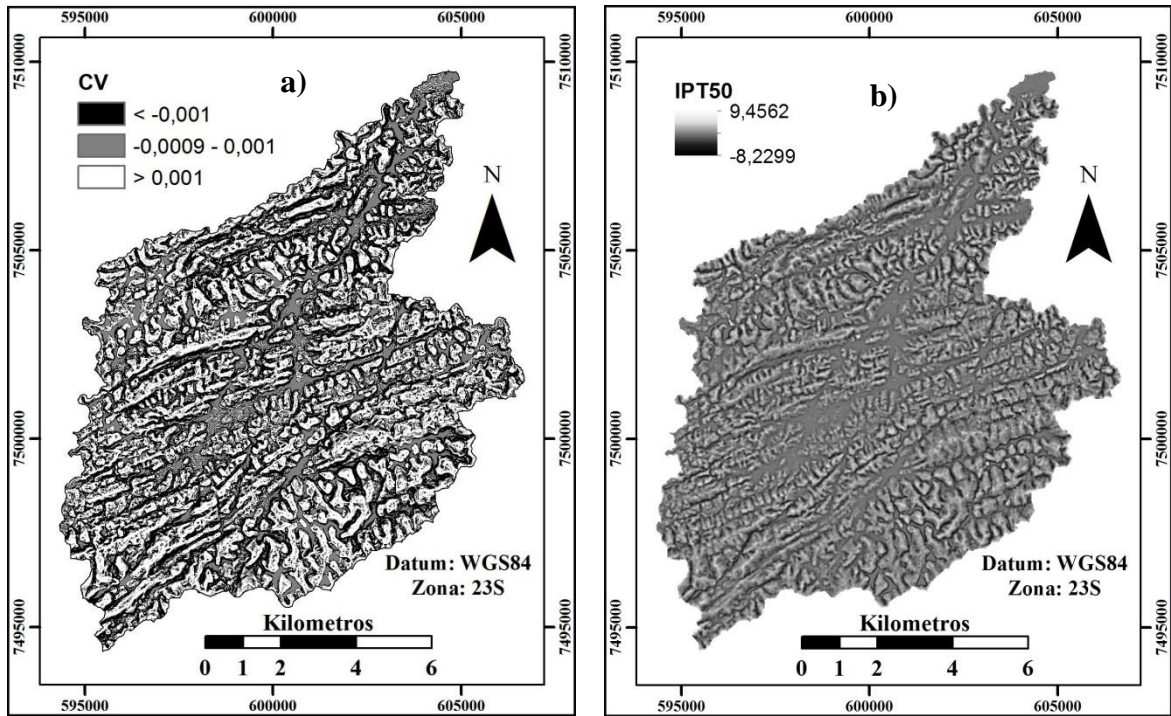 595000 600000 605000
7510000
7505000
7500000
7495000
a)
CV
< -0,001
-0,0009 - 0,001
> 0,001
N
7510000
7505000
7500000
7495000
Datum: WGS84
Zona: 23S
Kilometros
0 1 2 4 6
595000 600000 605000
595000 600000 605000
7510000
7505000
7500000
7495000
b)
IPT50
9,4562
-8,2299
N
7510000
7505000
7500000
7495000
Datum: WGS84
Zona: 23S
Kilometros
0 1 2 4 6
595000 600000 605000